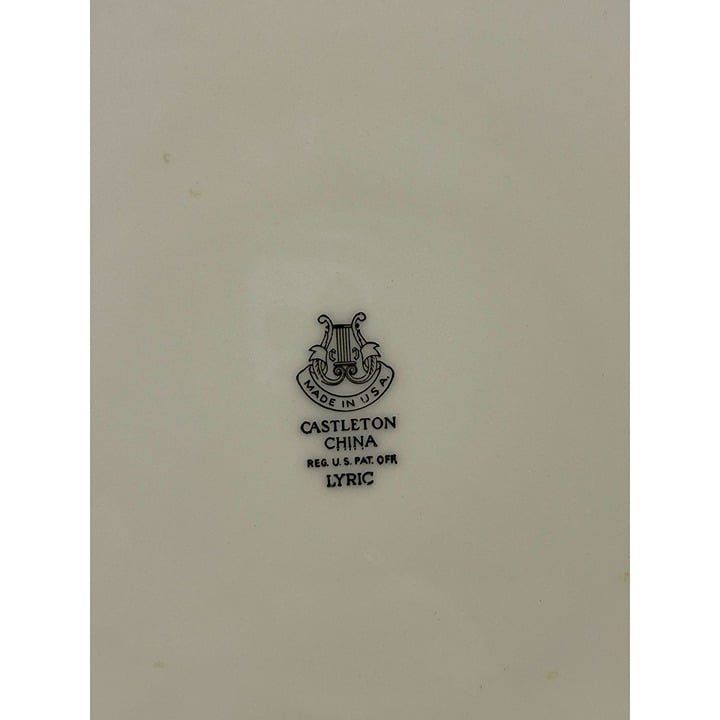 MADE IN U.S.A.
CASTLETON
CHINA
REG. U. S. PAT. OFF.
LYRIC